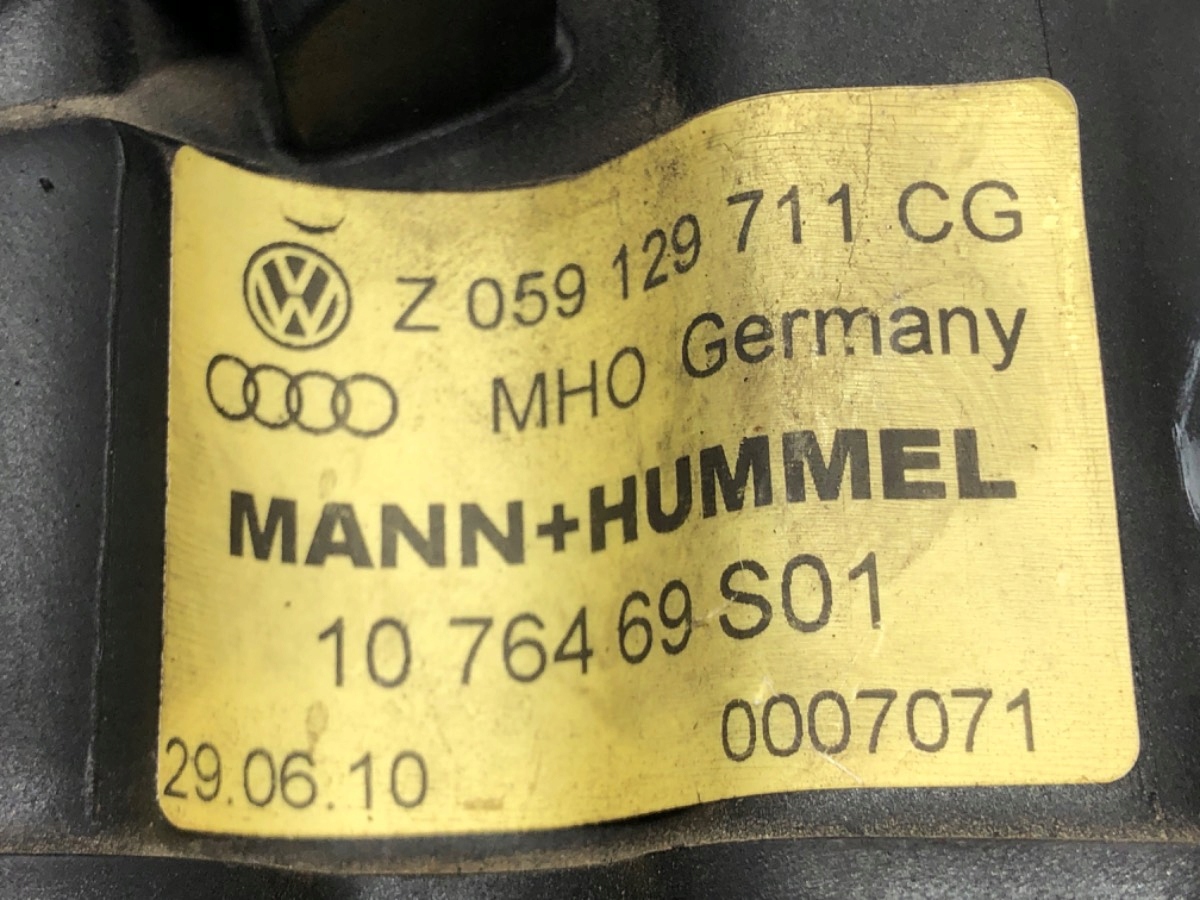 Z 059 129 711 CG
MHO Germany
MANN+HUMMEL
10 764 69 S01
0007071
29.06.10